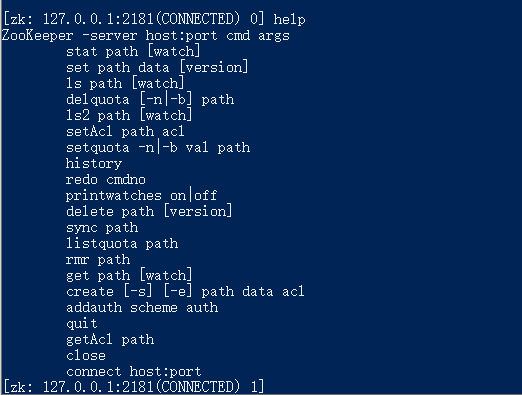 [zk: 127.0.0.1:2181(CONNECTED) 0] help
ZooKeeper -server host:port cmd args
        stat path [watch]
        set path data [version]
        ls path [watch]
        delquota [-n|-b] path
        ls2 path [watch]
        setAcl path acl
        setquota -n|-b val path
        history
        redo cmdno
        printwatches on|off
        delete path [version]
        sync path
        listquota path
        rmr path
        get path [watch]
        create [-s] [-e] path data acl
        addauth scheme auth
        quit
        getAcl path
        close
        connect host:port
[zk: 127.0.0.1:2181(CONNECTED) 1]